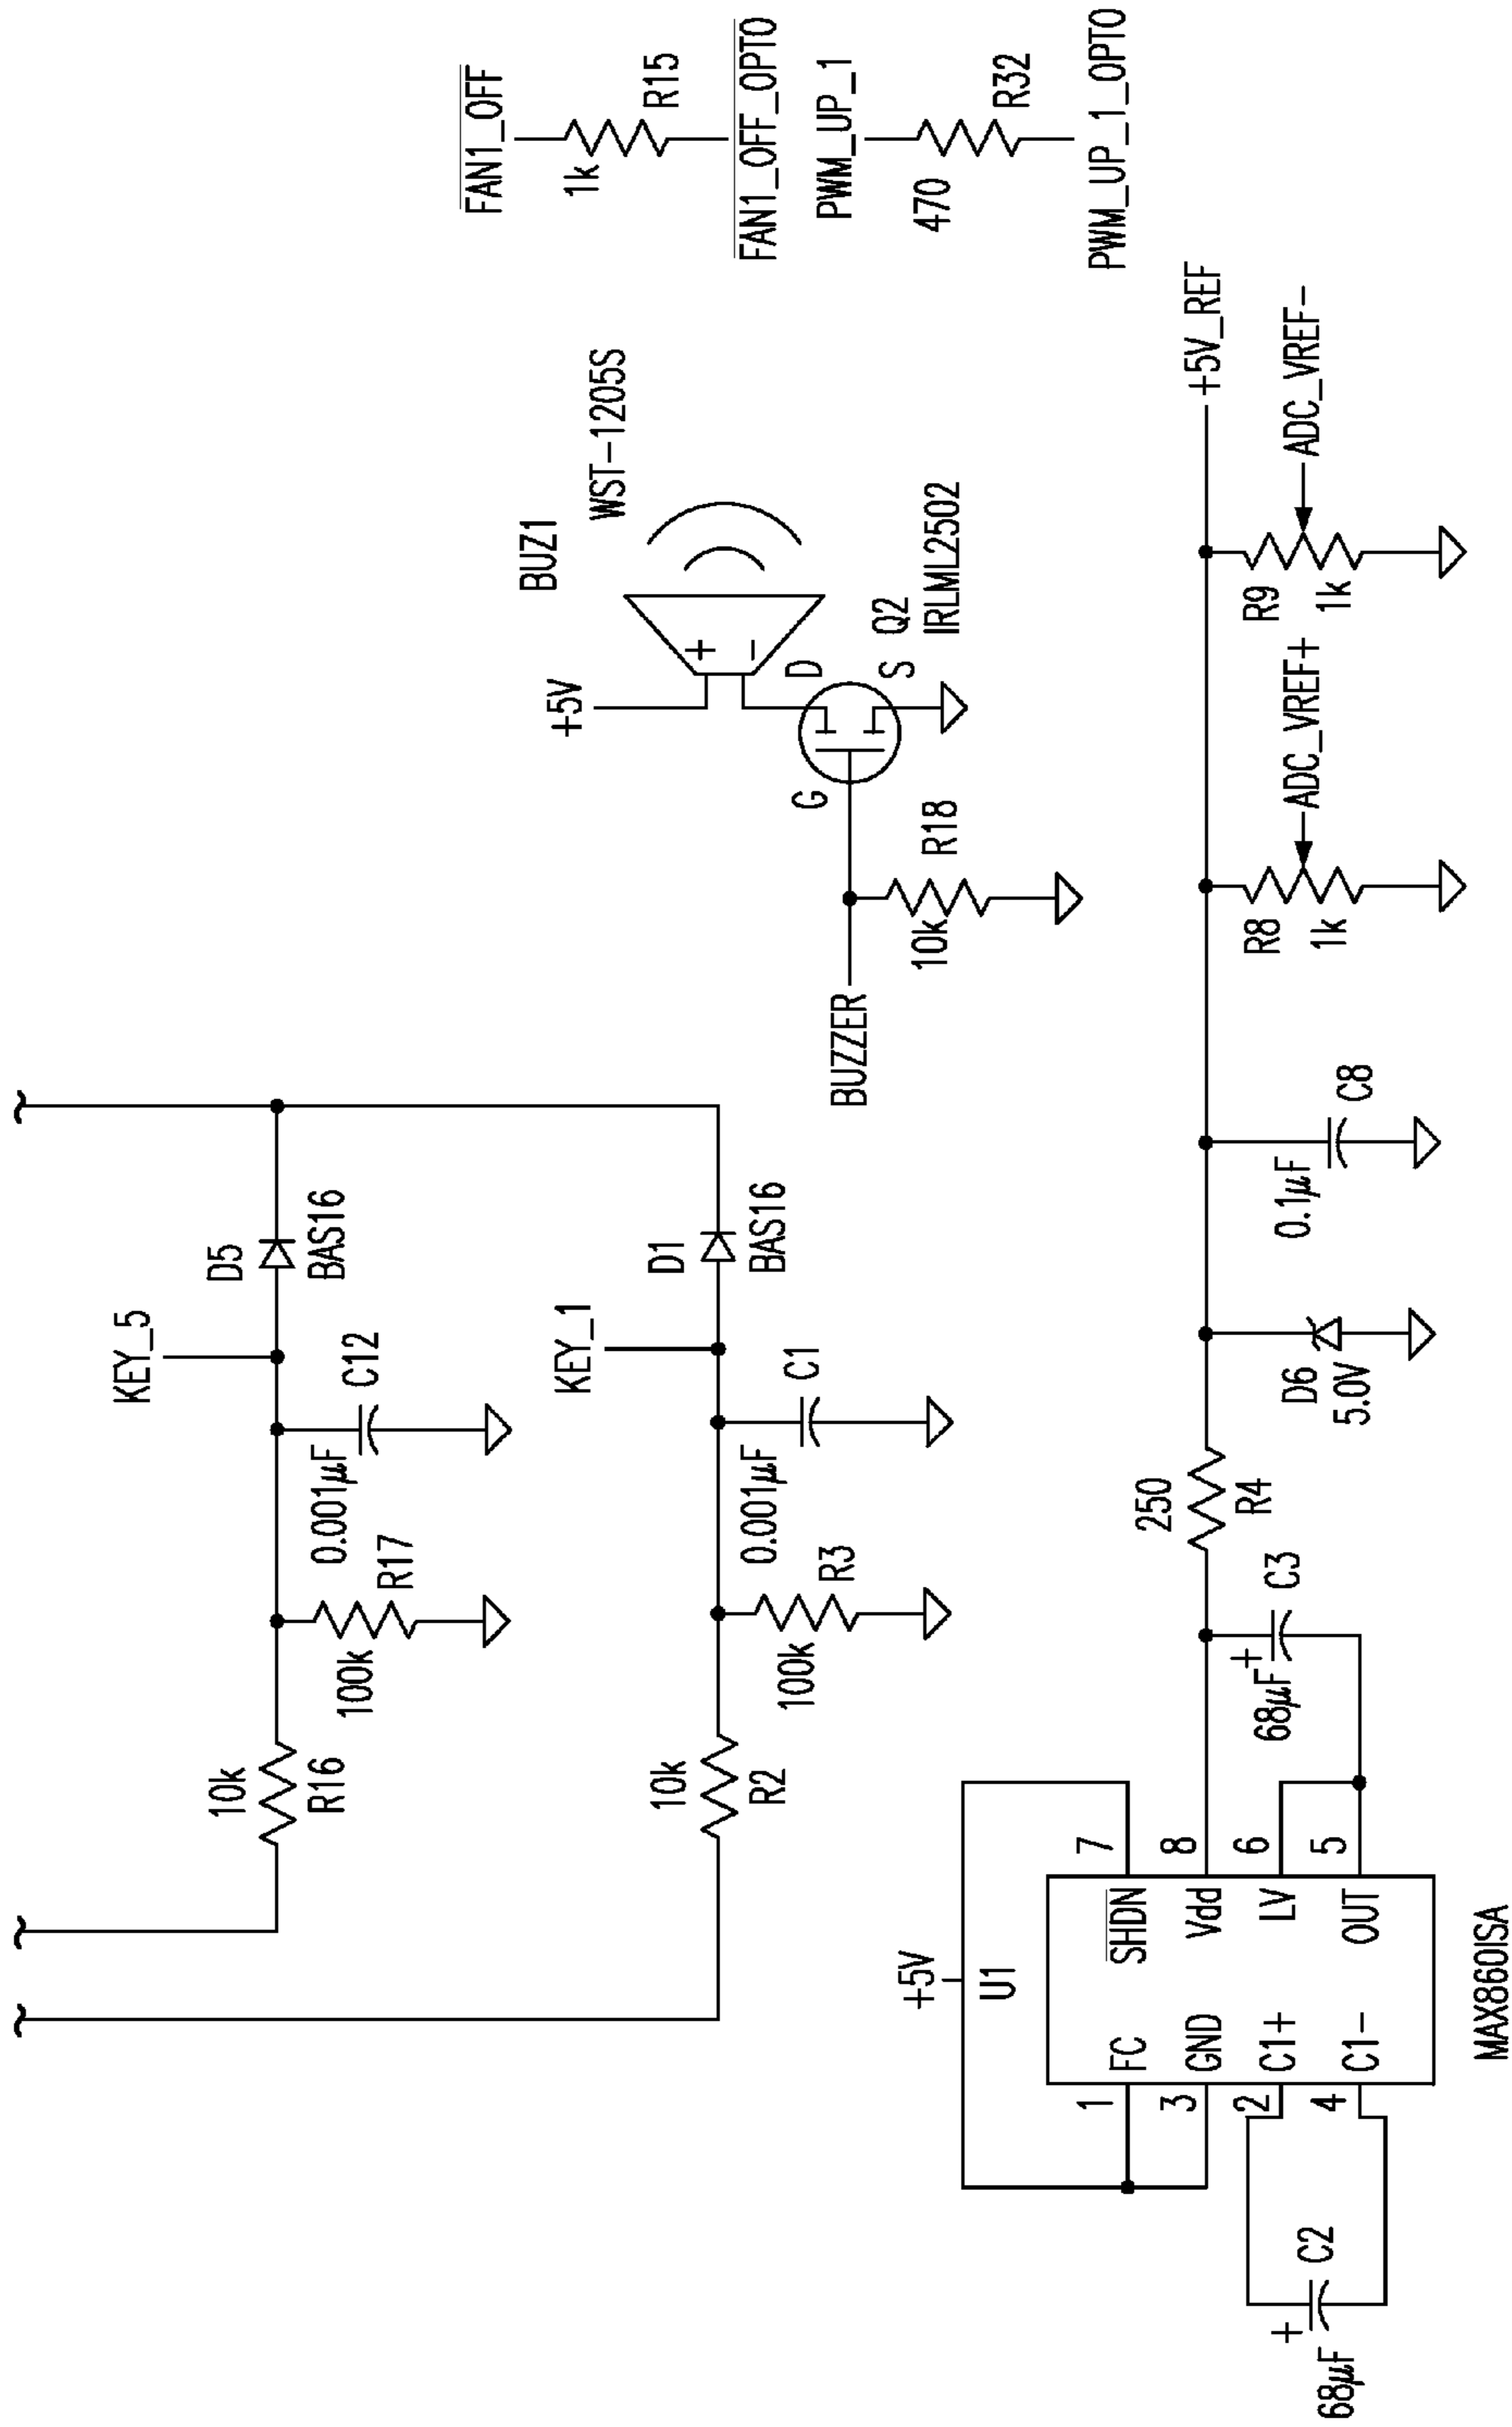 KEY_5
D5
BAS16
C12
0.001µF
R17
100k
10k
R16
KEY_1
D1
BAS16
C1
0.001µF
R3
100k
10k
R2
FAN1_OFF
R15
1k
FAN1_OFF_OPTO
PWM_UP_1
R32
470
PWM_UP_1_OPTO
BUZ1
WST-1205S
+5V
+
-
D
S
G
Q2
IRLML2502
BUZZER
R18
10k
+5V
U1
1
3
2
4
FC
GND
C1+
C1-
SHDN
Vdd
LV
OUT
7
8
6
5
MAX860ISA
+
C2
68µF
+
C3
68µF
250
R4
D6
5.0V
0.1µF
C8
R8
1k
ADC_VREF+
R9
1k
ADC_VREF-
+5V_REF